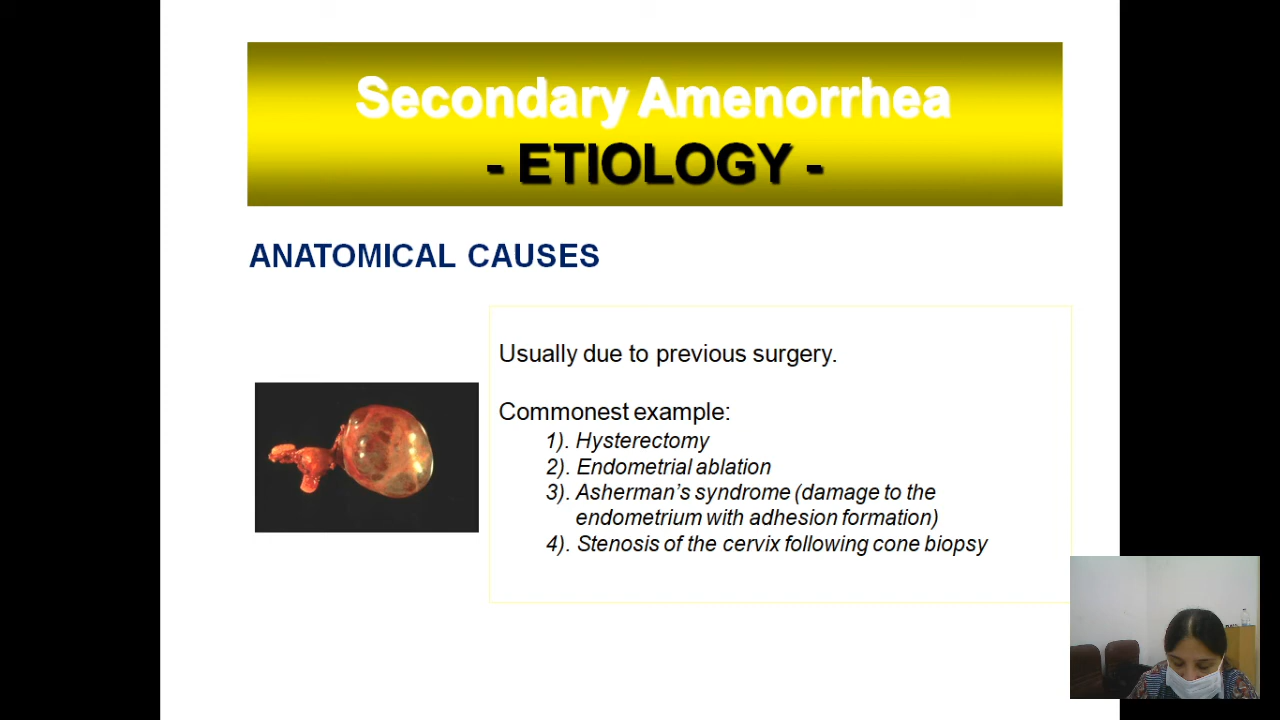 Secondary Amenorrhea
- ETIOLOGY -
ANATOMICAL CAUSES
Usually due to previous surgery.
Commonest example:
1). Hysterectomy
2). Endometrial ablation
3). Asherman’s syndrome (damage to the
endometrium with adhesion formation)
4). Stenosis of the cervix following cone biopsy